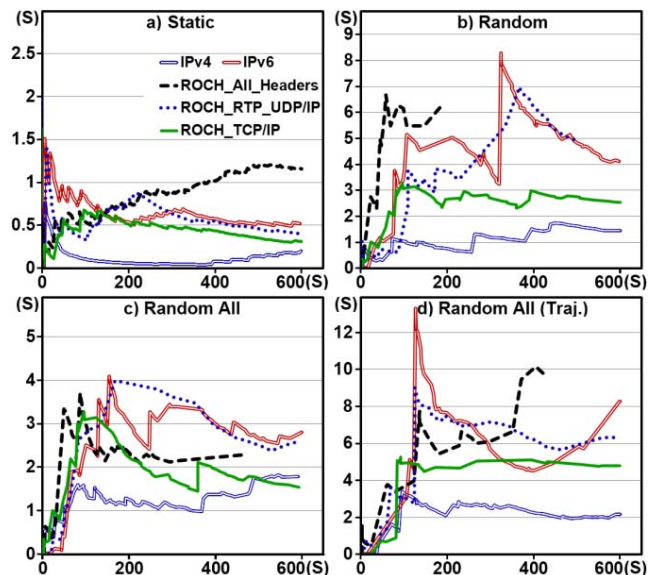 (S)
a) Static
2.5
2
1.5
1
0.5
0
0
200
400
600(S)
IPv4
IPv6
ROCH_All_Headers
ROCH_RTP_UDP/IP
ROCH_TCP/IP
(S)
b) Random
9
8
7
6
5
4
3
2
1
0
0
200
400
600(S)
(S)
c) Random All
5
4
3
2
1
0
0
200
400
600(S)
(S)
d) Random All (Traj.)
12
10
8
6
4
2
0
0
200
400
600(S)